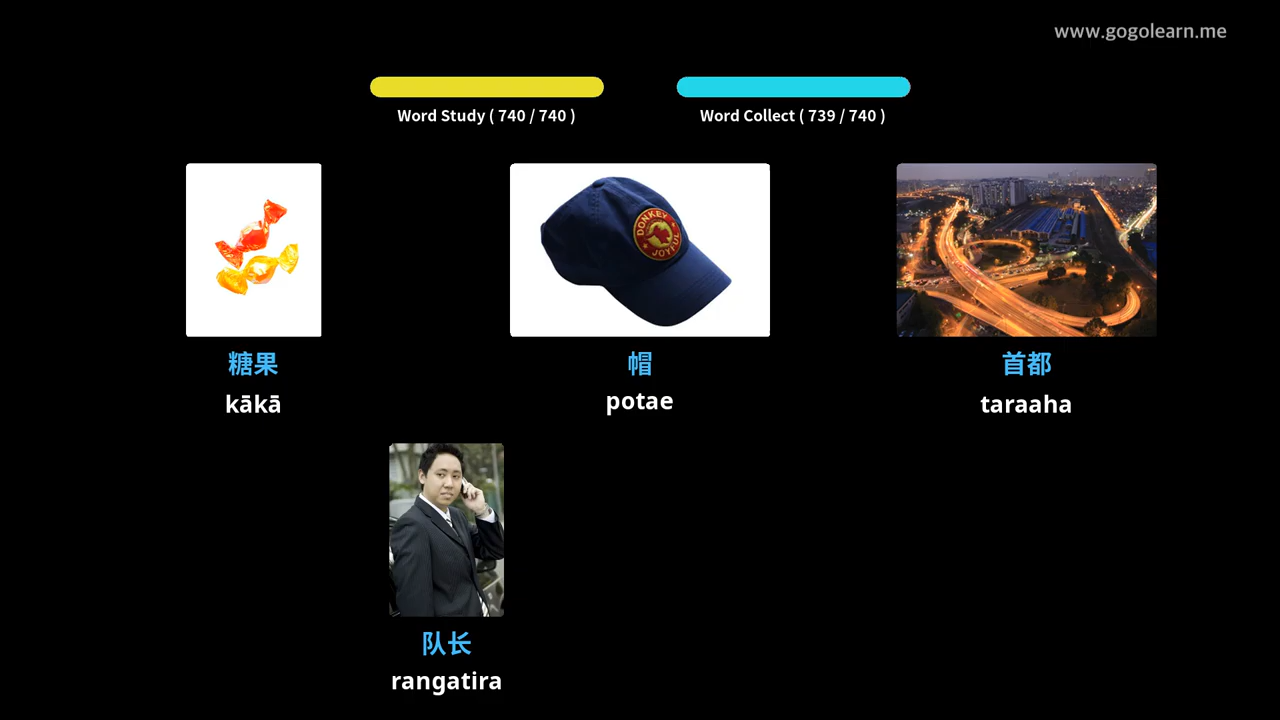 www.gogolearn.me
Word Study ( 740 / 740 )
Word Collect ( 739 / 740 )
DONKEY
JOYFUL
糖果
帽
首都
kākā
potae
taraaha
队长
rangatira